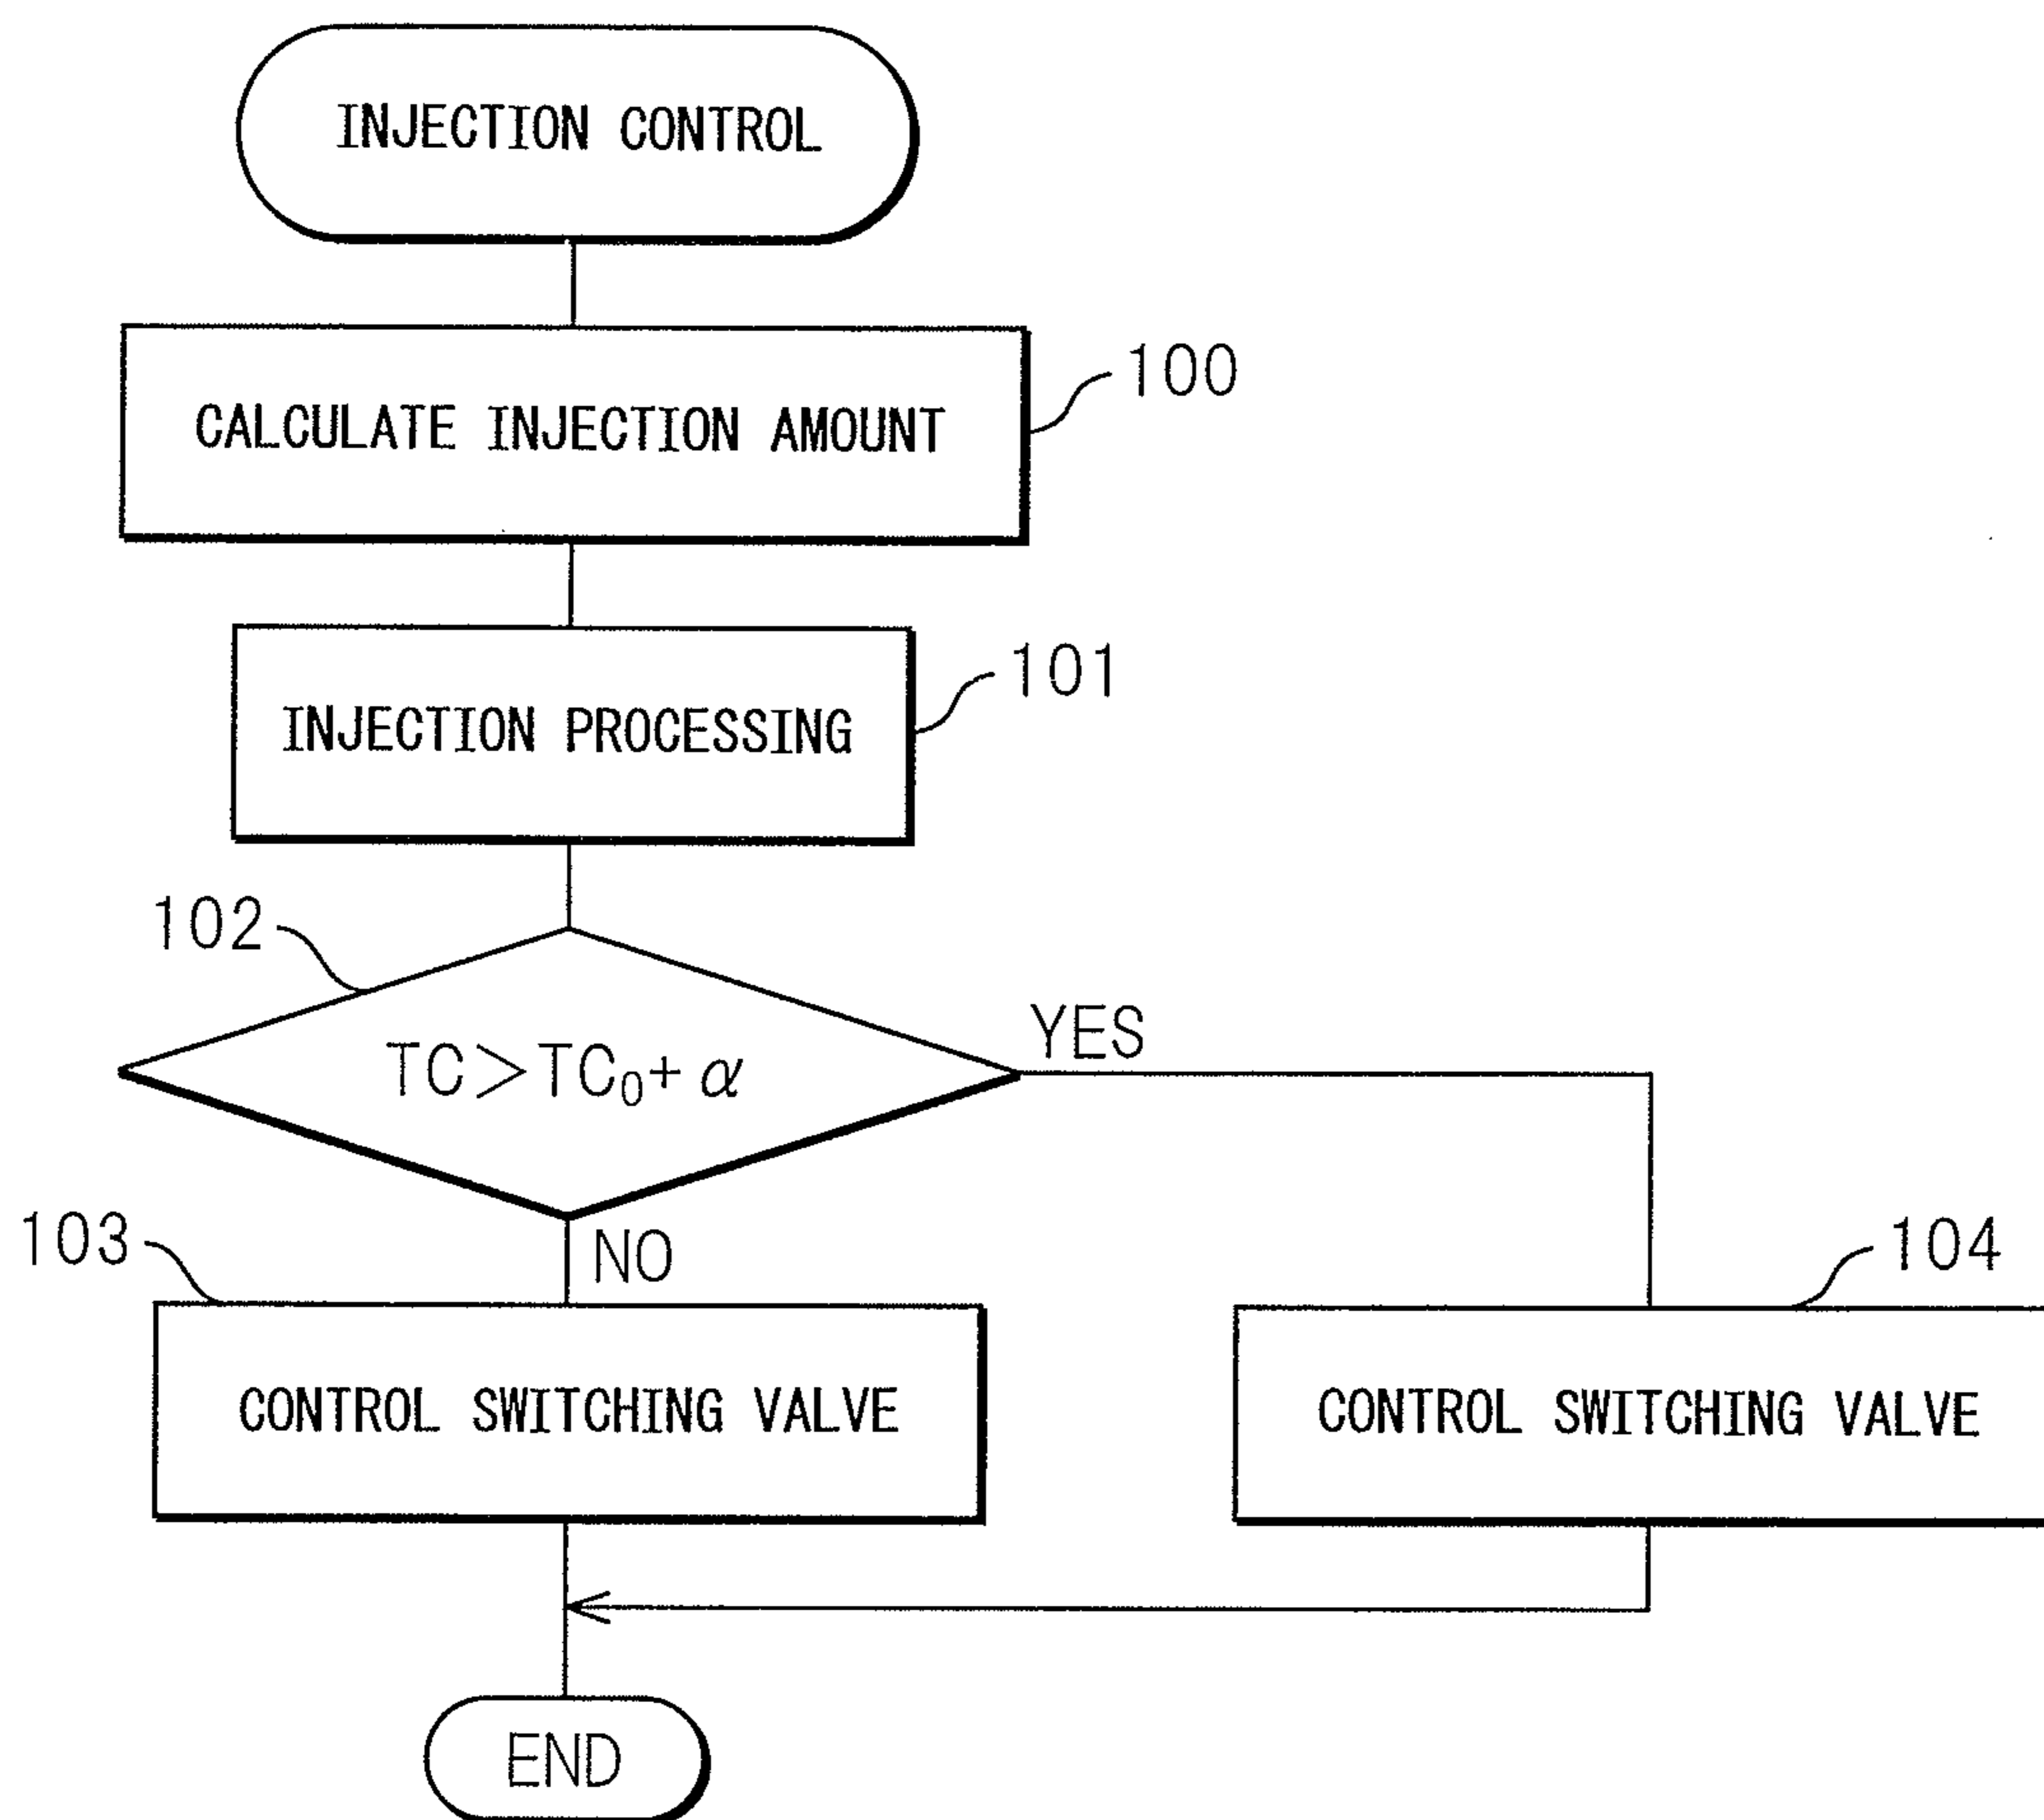 INJECTION CONTROL
CALCULATE INJECTION AMOUNT
100
INJECTION PROCESSING
101
102
TC>TC₀+α
YES
NO
103
CONTROL SWITCHING VALVE
104
CONTROL SWITCHING VALVE
END